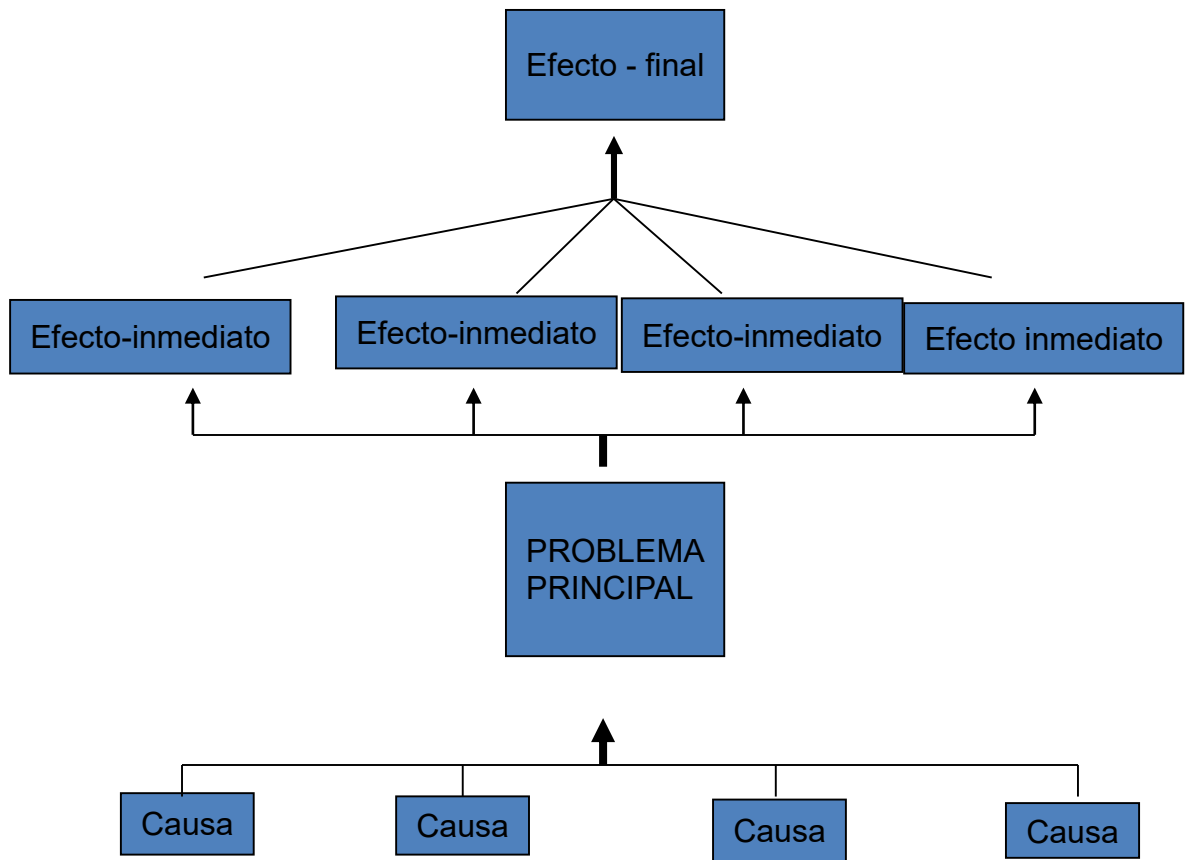 Efecto - final
Efecto-inmediato
Efecto-inmediato
Efecto-inmediato
Efecto inmediato
PROBLEMA
PRINCIPAL
Causa
Causa
Causa
Causa